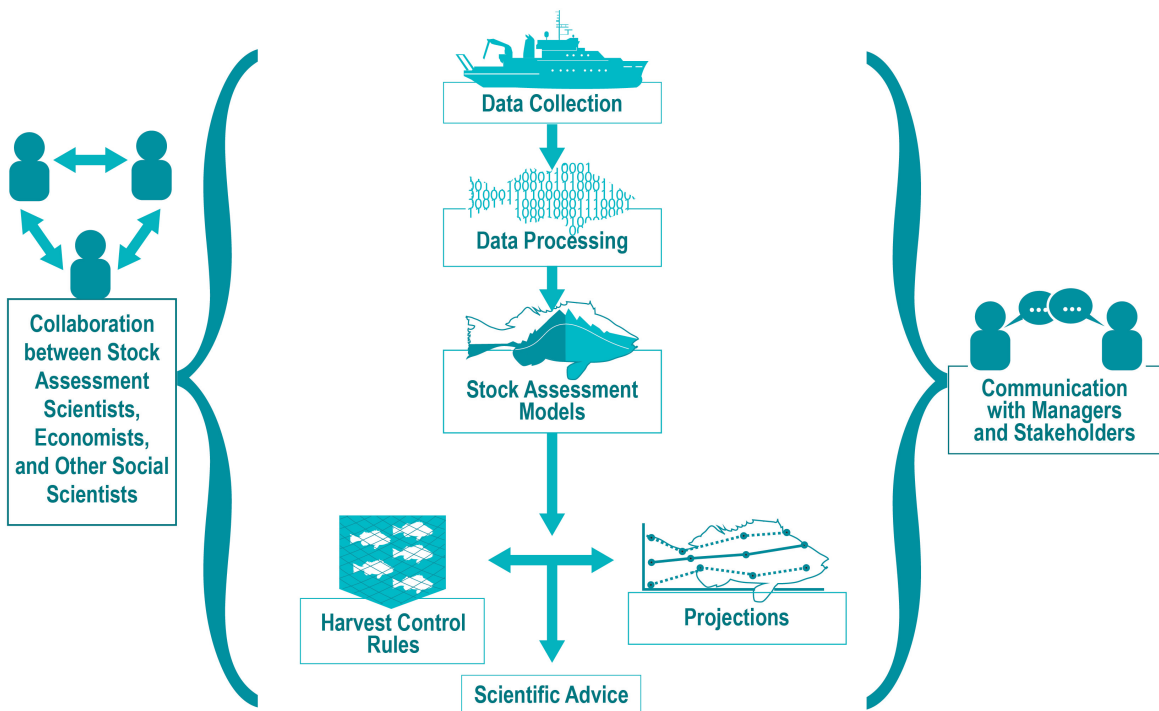 Data Collection
Data Processing
Stock Assessment
Models
Harvest Control
Rules
Projections
Scientific Advice
Collaboration
between Stock
Assessment
Scientists,
Economists,
and Other Social
Scientists
Communication
with Managers
and Stakeholders